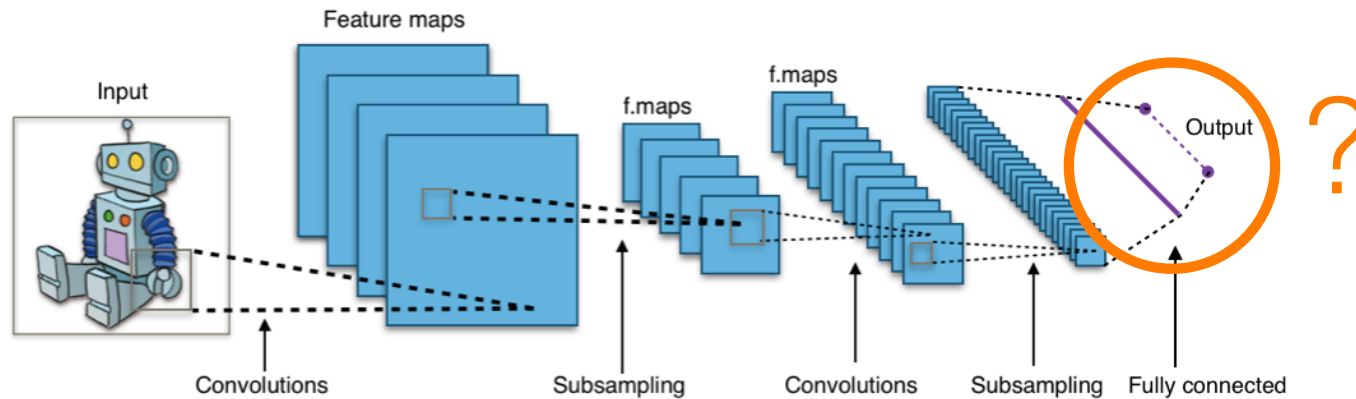 Feature maps
f.maps
Input
f.maps
Output
?
Convolutions
Subsampling
Convolutions
Subsampling
Fully connected